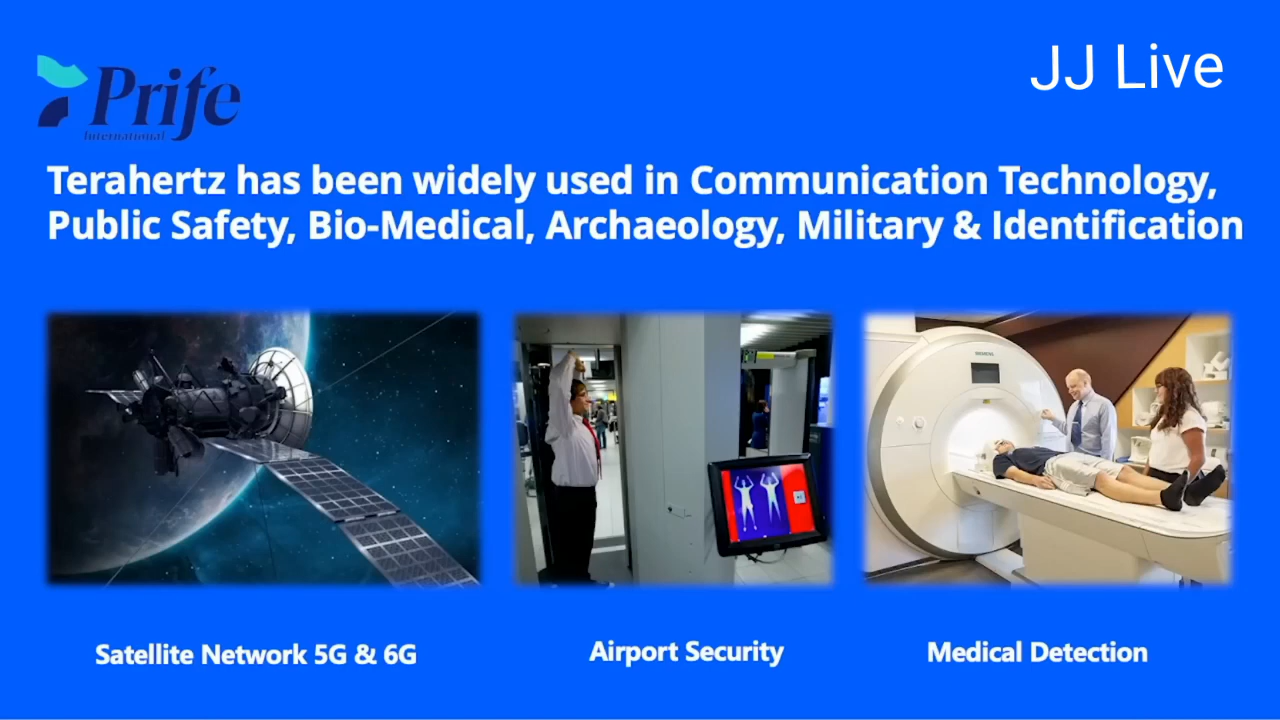 Prife
International
JJ Live
Terahertz has been widely used in Communication Technology,
Public Safety, Bio-Medical, Archaeology, Military & Identification
SIEMENS
Satellite Network 5G & 6G
Airport Security
Medical Detection